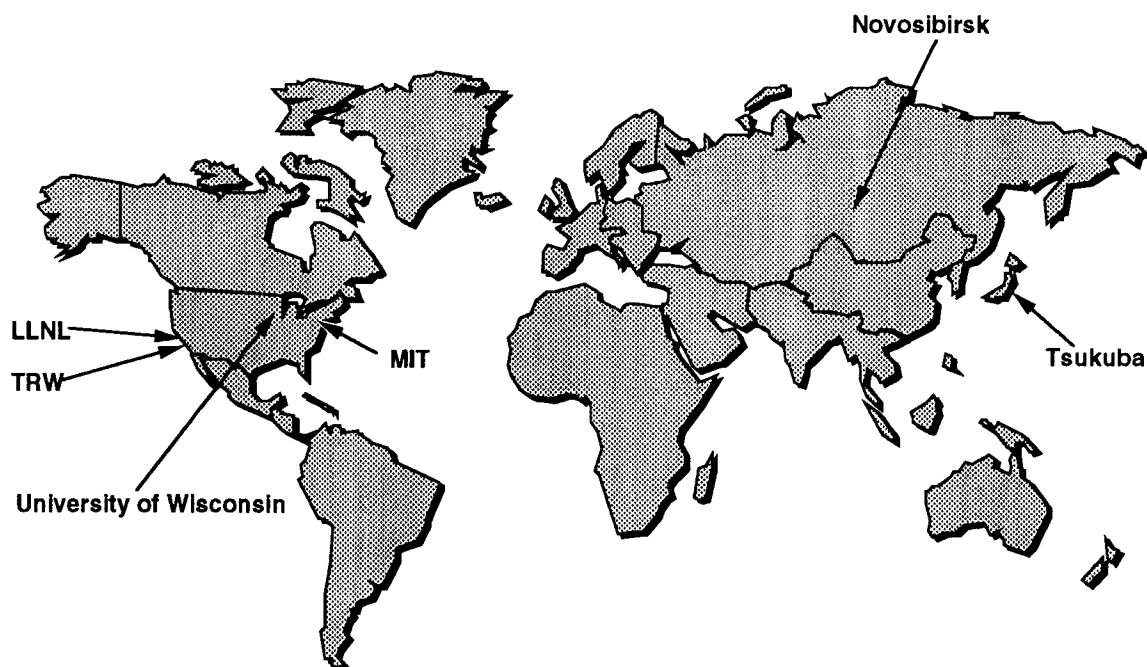 Novosibirsk
LLNL
TRW
MIT
Tsukuba
University of Wisconsin